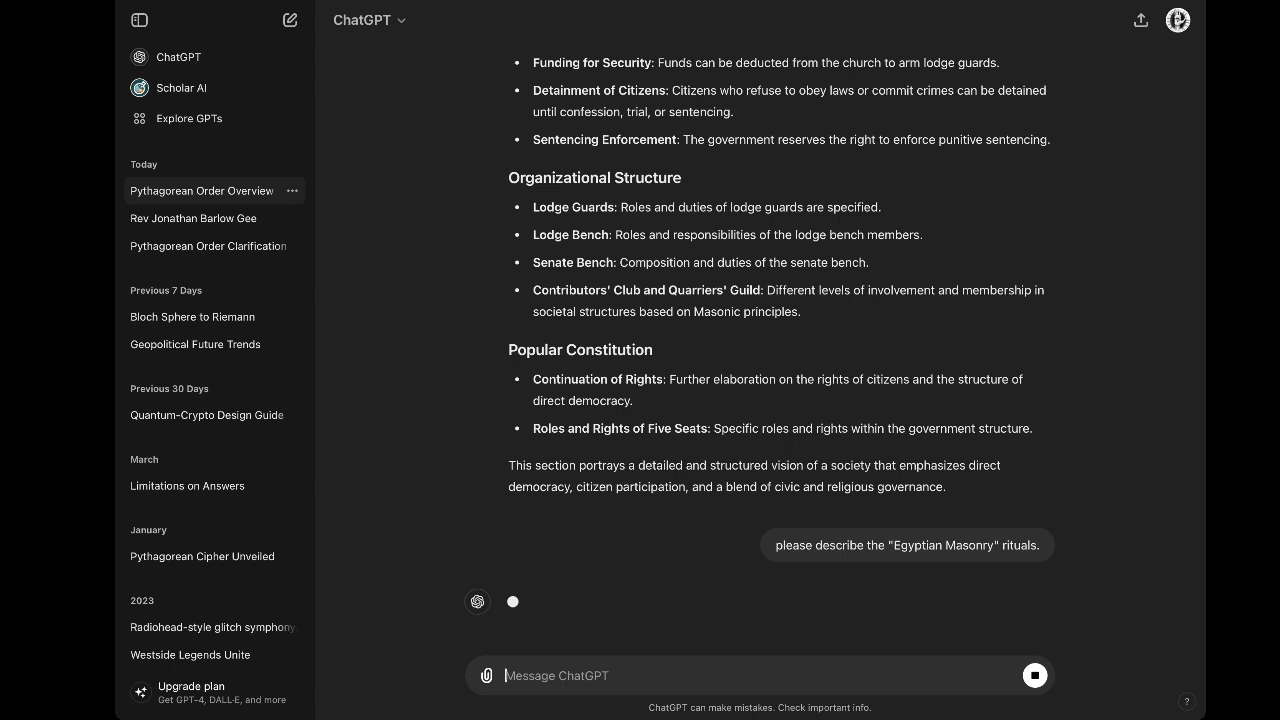 ChatGPT
Scholar AI
Explore GPTs
Today
Pythagorean Order Overview
Rev Jonathan Barlow Gee
Pythagorean Order Clarification
Previous 7 Days
Bloch Sphere to Riemann
Geopolitical Future Trends
Previous 30 Days
Quantum-Crypto Design Guide
March
Limitations on Answers
January
Pythagorean Cipher Unveiled
2023
Radiohead-style glitch symphony
Westside Legends Unite
Upgrade plan
Get GPT-4, DALL·E, and more
ChatGPT
• Funding for Security: Funds can be deducted from the church to arm lodge guards.
• Detainment of Citizens: Citizens who refuse to obey laws or commit crimes can be detained
until confession, trial, or sentencing.
• Sentencing Enforcement: The government reserves the right to enforce punitive sentencing.
Organizational Structure
• Lodge Guards: Roles and duties of lodge guards are specified.
• Lodge Bench: Roles and responsibilities of the lodge bench members.
• Senate Bench: Composition and duties of the senate bench.
• Contributors' Club and Quarriers' Guild: Different levels of involvement and membership in
societal structures based on Masonic principles.
Popular Constitution
• Continuation of Rights: Further elaboration on the rights of citizens and the structure of
direct democracy.
• Roles and Rights of Five Seats: Specific roles and rights within the government structure.
This section portrays a detailed and structured vision of a society that emphasizes direct
democracy, citizen participation, and a blend of civic and religious governance.
please describe the "Egyptian Masonry" rituals.
Message ChatGPT
ChatGPT can make mistakes. Check important info.
?